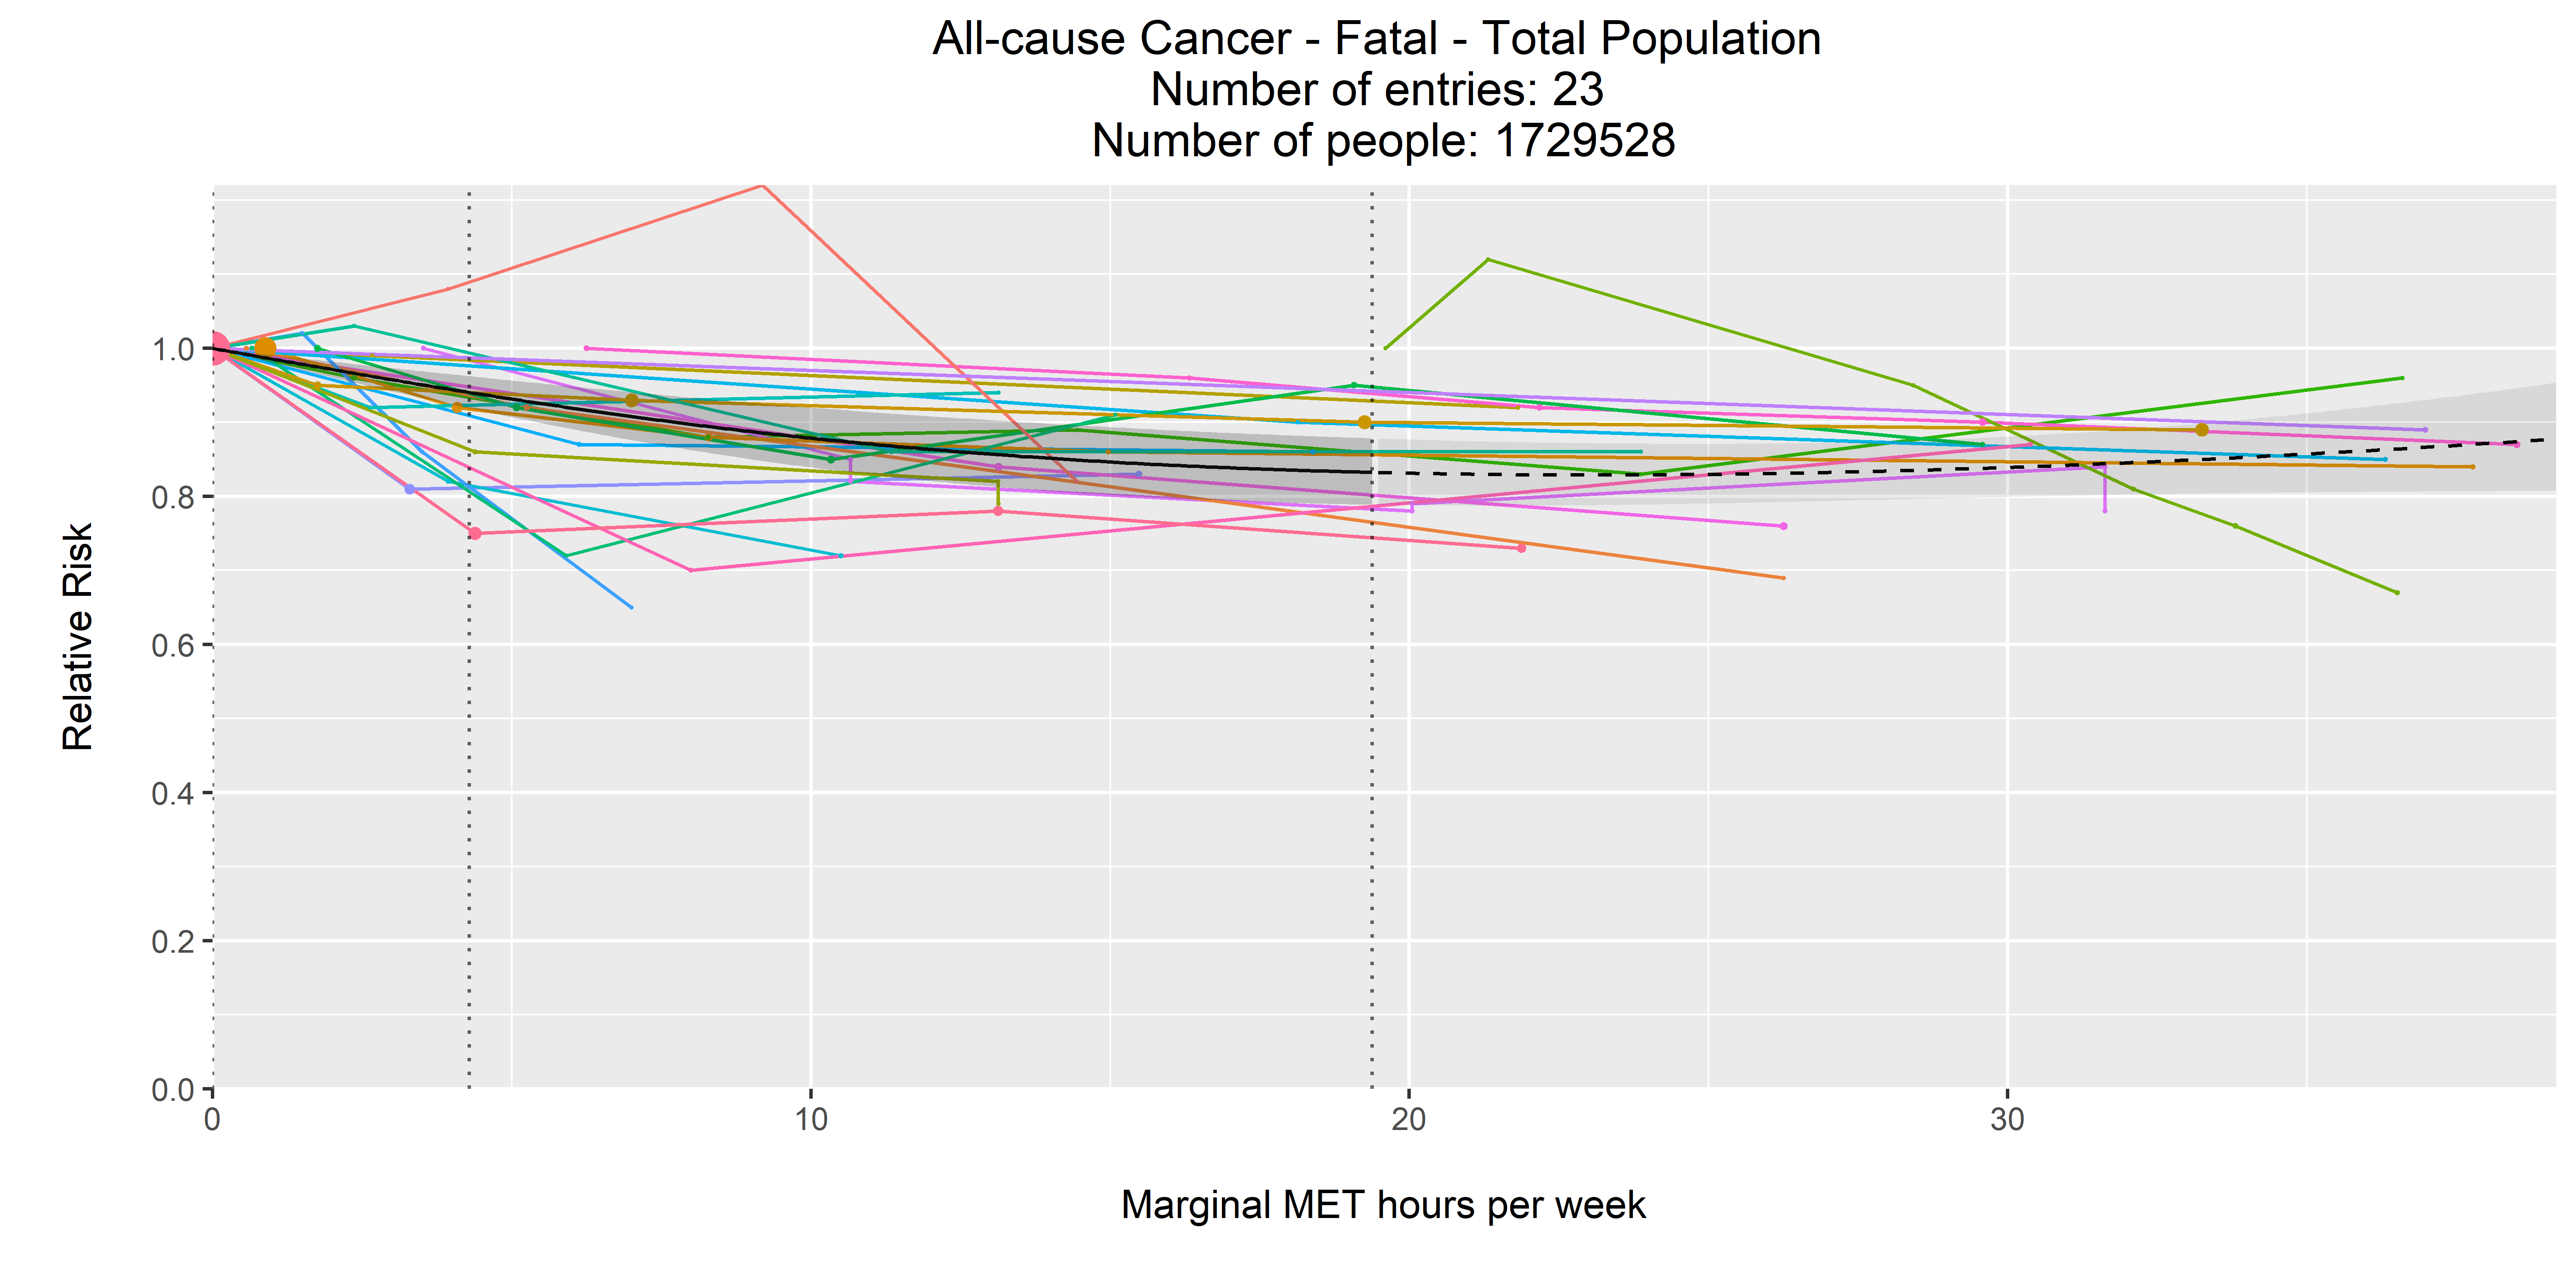 All-cause Cancer - Fatal - Total Population
Number of entries: 23
Number of people: 1729528
Relative Risk
1.0
0.8
0.6
0.4
0.2
0.0
0
10
20
30
Marginal MET hours per week